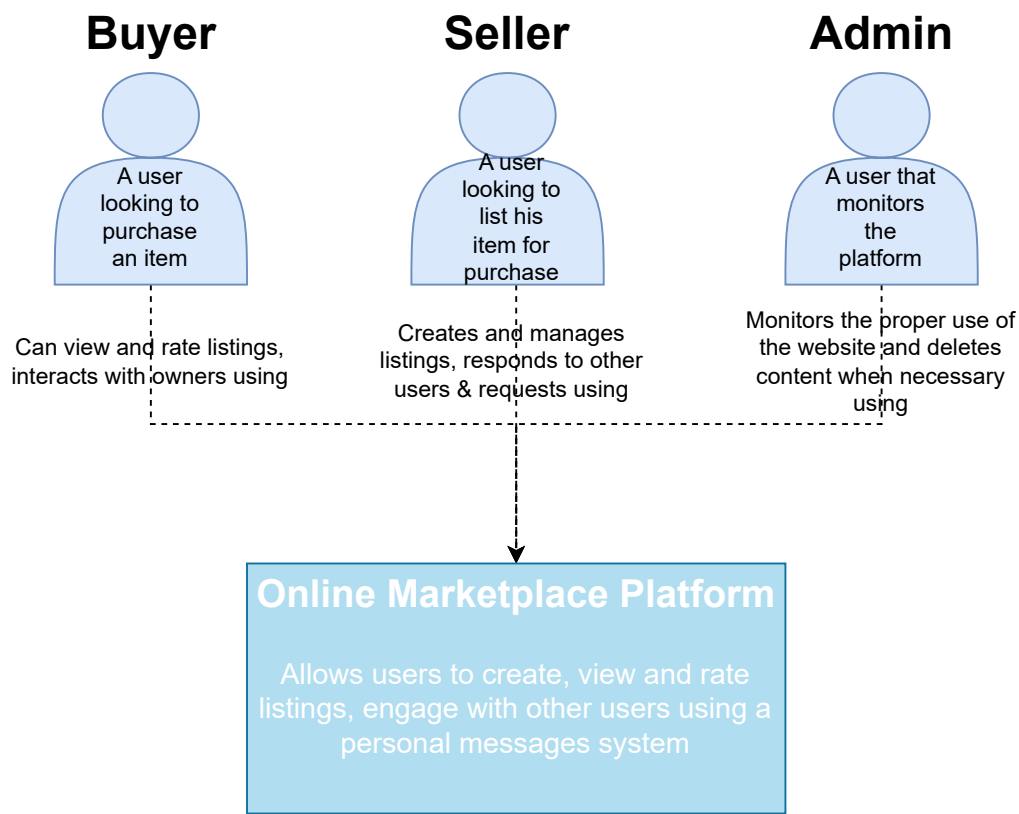 Buyer
Seller
Admin
A user
looking to
purchase
an item
A user
looking to
list his
item for
purchase
A user that
monitors
the
platform
Can view and rate listings,
interacts with owners using
Creates and manages
listings, responds to other
users & requests using
Monitors the proper use of
the website and deletes
content when necessary
using
Online Marketplace Platform
Allows users to create, view and rate
listings, engage with other users using a
personal messages system